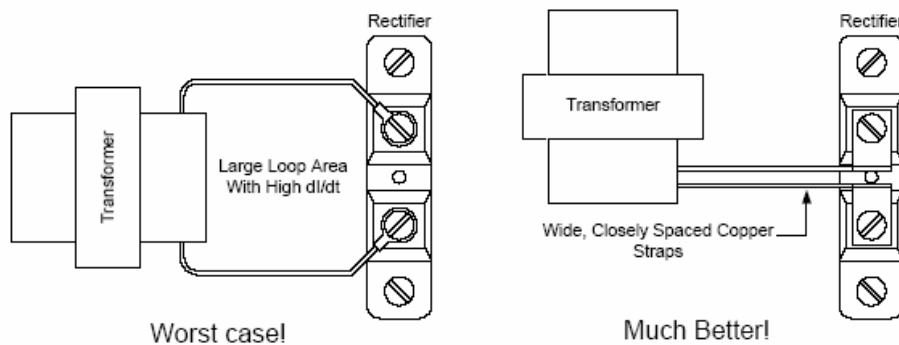 Rectifier
Transformer
Large Loop Area
With High dI/dt
Worst case!
Rectifier
Transformer
Wide, Closely Spaced Copper
Straps
Much Better!